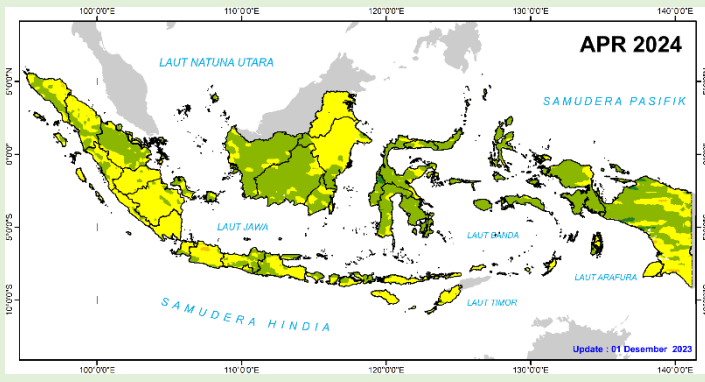 100°0'0"E 110°0'0"E 120°0'0"E 130°0'0"E 140°0'0"E
APR 2024
LAUT NATUNA UTARA
5°0'0"N
SAMUDERA PASIFIK
0°0'0"
LAUT JAWA
LAUT BANDA
5°0'0"S
LAUT ARAFURA
10°0'0"S
SAMUDERA HINDIA
LAUT TIMOR
Update : 01 Desember 2023
100°0'0"E 110°0'0"E 120°0'0"E 130°0'0"E 140°0'0"E